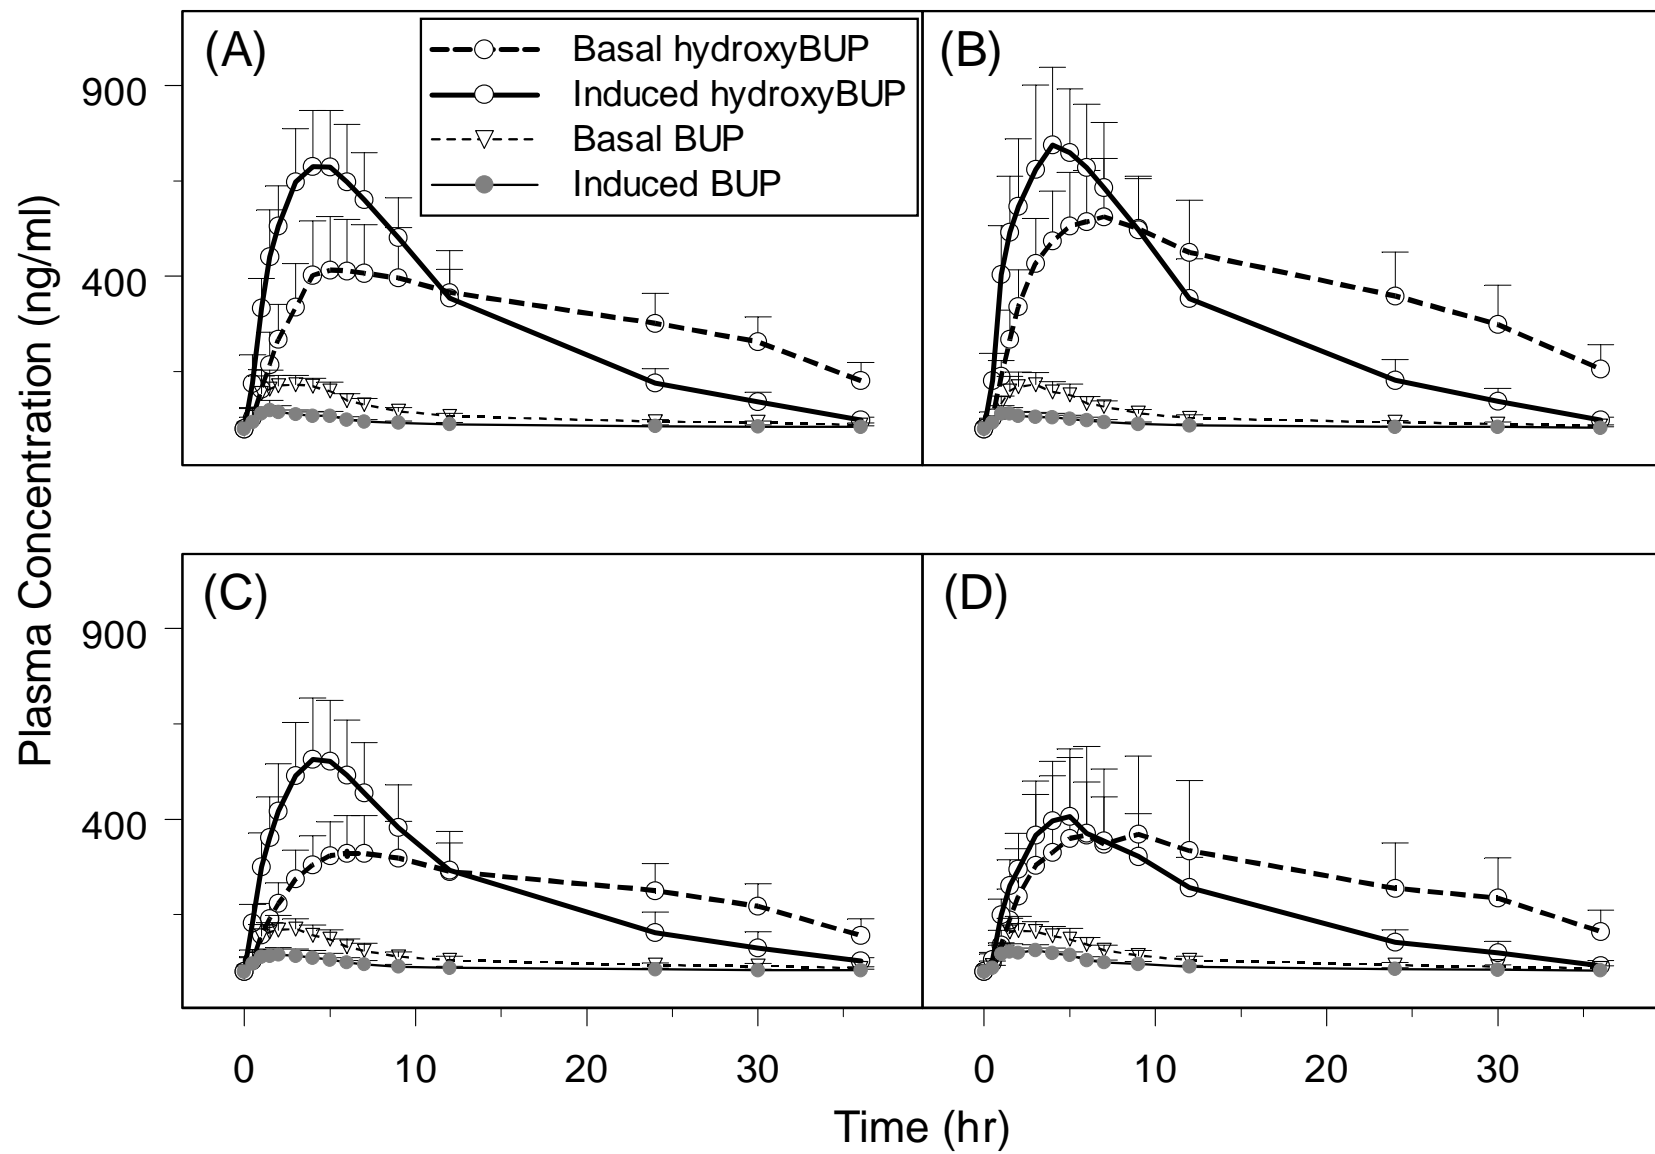 (A)
Basal hydroxyBUP
Induced hydroxyBUP
Basal BUP
Induced BUP
(B)
900
400
(C)
(D)
900
400
Plasma Concentration (ng/ml)
0 10 20 30 0 10 20 30
Time (hr)